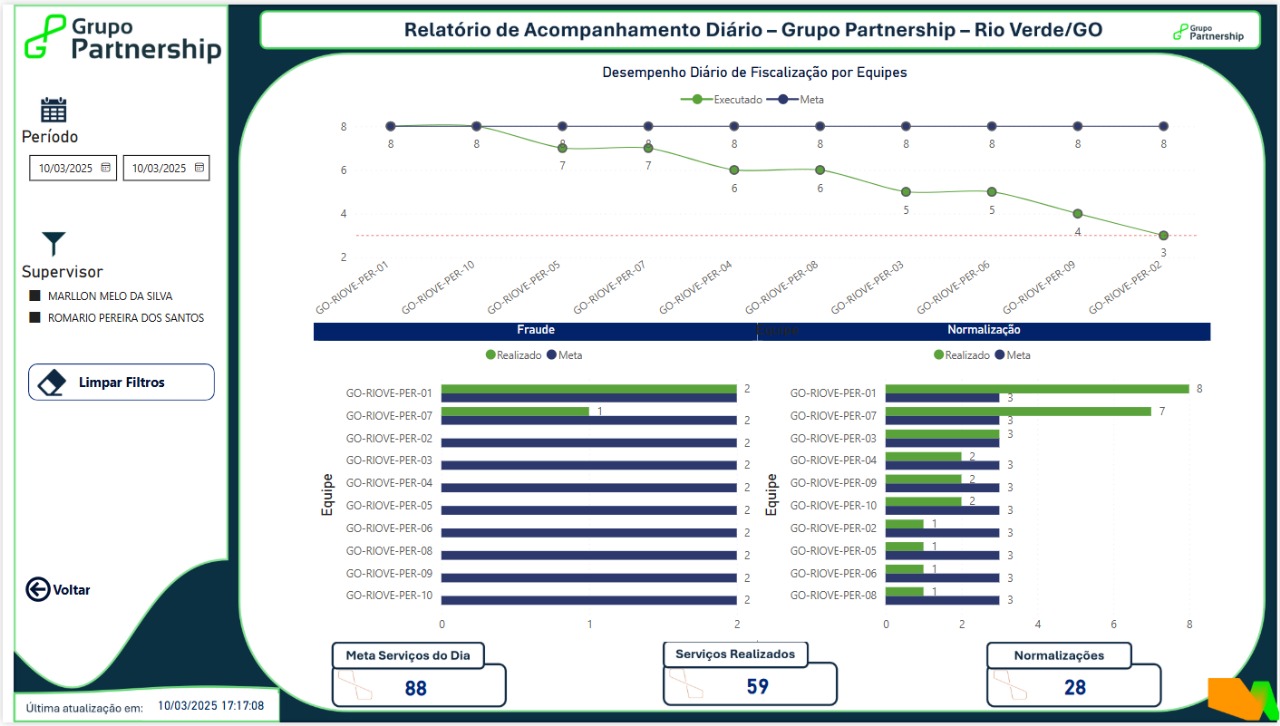 Grupo
Partnership
Relatório de Acompanhamento Diário – Grupo Partnership – Rio Verde/GO
Grupo
Partnership
Período
10/03/2025 10/03/2025
Supervisor
MARLLON MELO DA SILVA
ROMARIO PEREIRA DOS SANTOS
Limpar Filtros
Voltar
Última atualização em: 10/03/2025 17:17:08
Desempenho Diário de Fiscalização por Equipes
Executado Meta
8
6
4
2
8 8 8 8 8 8 8 8 8 8
7 7 6 6 5 5 4 3
GO-RIOVE-PER-01 GO-RIOVE-PER-10 GO-RIOVE-PER-05 GO-RIOVE-PER-07 GO-RIOVE-PER-04 GO-RIOVE-PER-08 GO-RIOVE-PER-03 GO-RIOVE-PER-06 GO-RIOVE-PER-09 GO-RIOVE-PER-02
Fraude
Realizado Meta
Equipe
GO-RIOVE-PER-01 2
GO-RIOVE-PER-07 1 2
GO-RIOVE-PER-02 2
GO-RIOVE-PER-03 2
GO-RIOVE-PER-04 2
GO-RIOVE-PER-05 2
GO-RIOVE-PER-06 2
GO-RIOVE-PER-08 2
GO-RIOVE-PER-09 2
GO-RIOVE-PER-10 2
0 1 2
Equipe
Normalização
Realizado Meta
Equipe
GO-RIOVE-PER-01 8 3
GO-RIOVE-PER-07 7 3
GO-RIOVE-PER-03 3
GO-RIOVE-PER-04 2 3
GO-RIOVE-PER-09 2 3
GO-RIOVE-PER-10 2 3
GO-RIOVE-PER-02 1 3
GO-RIOVE-PER-05 1 3
GO-RIOVE-PER-06 1 3
GO-RIOVE-PER-08 1 3
0 2 4 6 8
Meta Serviços do Dia
88
Serviços Realizados
59
Normalizações
28